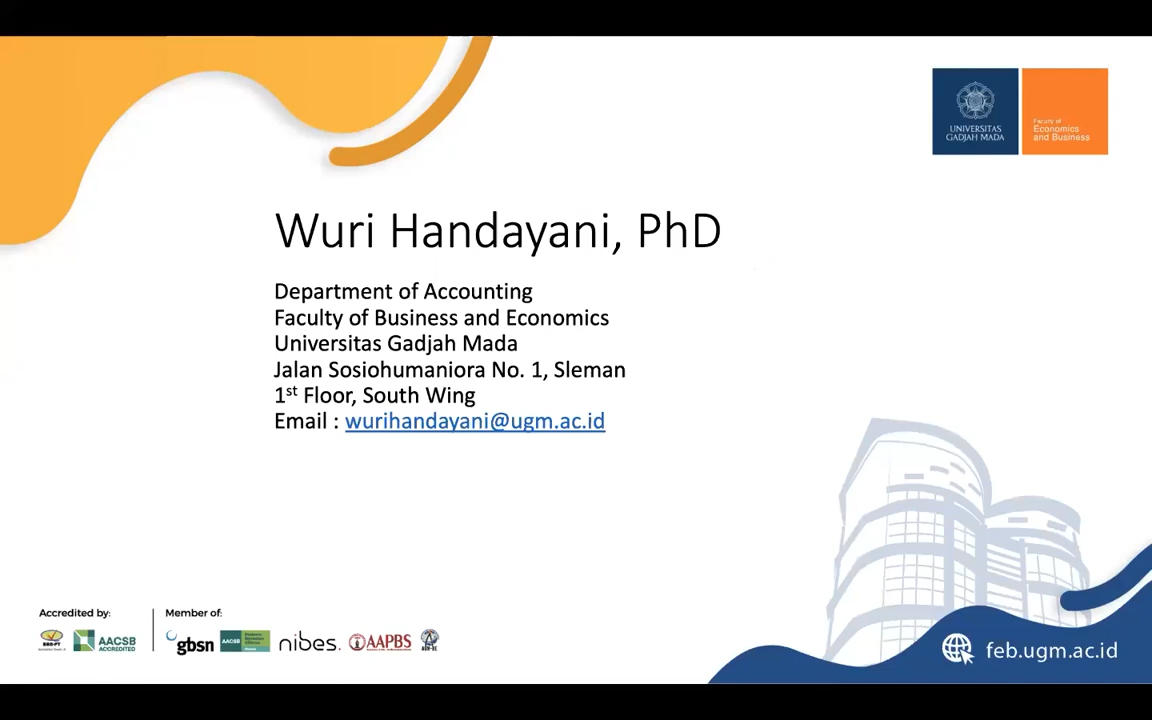 UNIVERSITAS
GADJAH MADA
Faculty of
Economics
and Business
Wuri Handayani, PhD
Department of Accounting
Faculty of Business and Economics
Universitas Gadjah Mada
Jalan Sosiohumaniora No. 1, Sleman
1st Floor, South Wing
Email : wurihandayani@ugm.ac.id
Accredited by:
Member of:
AACSB
ACCREDITED
gbsn
AACSB
nibes.
AAPBS
feb.ugm.ac.id